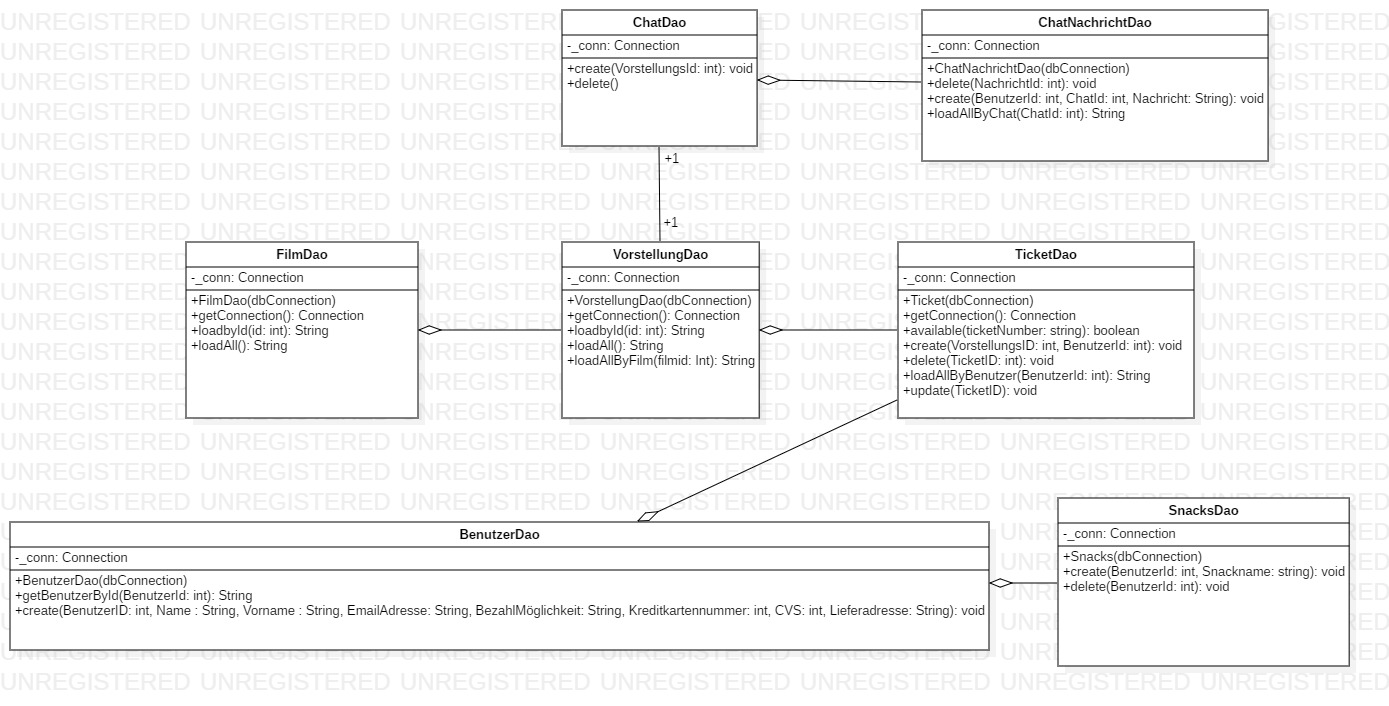 ChatDao
-_conn: Connection
+create(VorstellungsId: int): void
+delete()
ChatNachrichtDao
-_conn: Connection
+ChatNachrichtDao(dbConnection)
+delete(NachrichtId: int): void
+create(BenutzerId: int, ChatId: int, Nachricht: String): void
+loadAllByChat(ChatId: int): String
+1
+1
FilmDao
-_conn: Connection
+FilmDao(dbConnection)
+getConnection(): Connection
+loadbyId(id: int): String
+loadAll(): String
VorstellungDao
-_conn: Connection
+VorstellungDao(dbConnection)
+getConnection(): Connection
+loadbyId(id: int): String
+loadAll(): String
+loadAllByFilm(filmid: Int): String
TicketDao
-_conn: Connection
+Ticket(dbConnection)
+getConnection(): Connection
+available(ticketNumber: string): boolean
+create(VorstellungsID: int, BenutzerId: int): void
+delete(TicketID: int): void
+loadAllByBenutzer(BenutzerId: int): String
+update(TicketID): void
BenutzerDao
-_conn: Connection
+BenutzerDao(dbConnection)
+getBenutzerById(BenutzerId: int): String
+create(BenutzerID: int, Name : String, Vorname : String, EmailAdresse: String, BezahlMöglichkeit: String, Kreditkartennummer: int, CVS: int, Lieferadresse: String): void
SnacksDao
-_conn: Connection
+Snacks(dbConnection)
+create(BenutzerId: int, Snackname: string): void
+delete(BenutzerId: int): void
UNREGISTERED